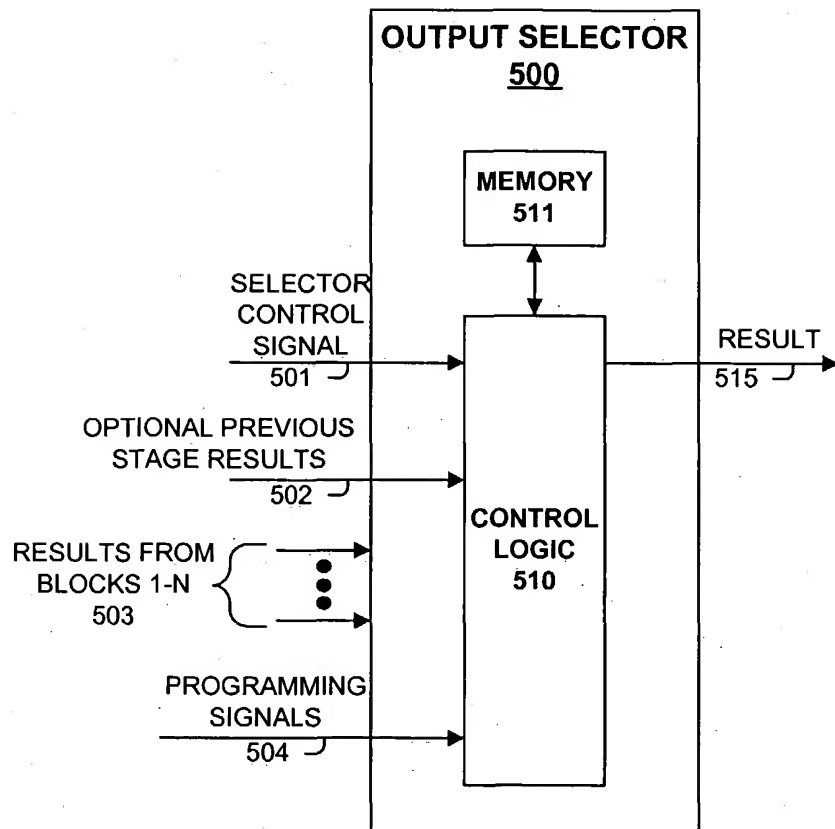 OUTPUT SELECTOR
500
MEMORY
511
SELECTOR
CONTROL
SIGNAL
501
RESULT
515
OPTIONAL PREVIOUS
STAGE RESULTS
502
CONTROL
LOGIC
510
RESULTS FROM
BLOCKS 1-N
503
PROGRAMMING
SIGNALS
504